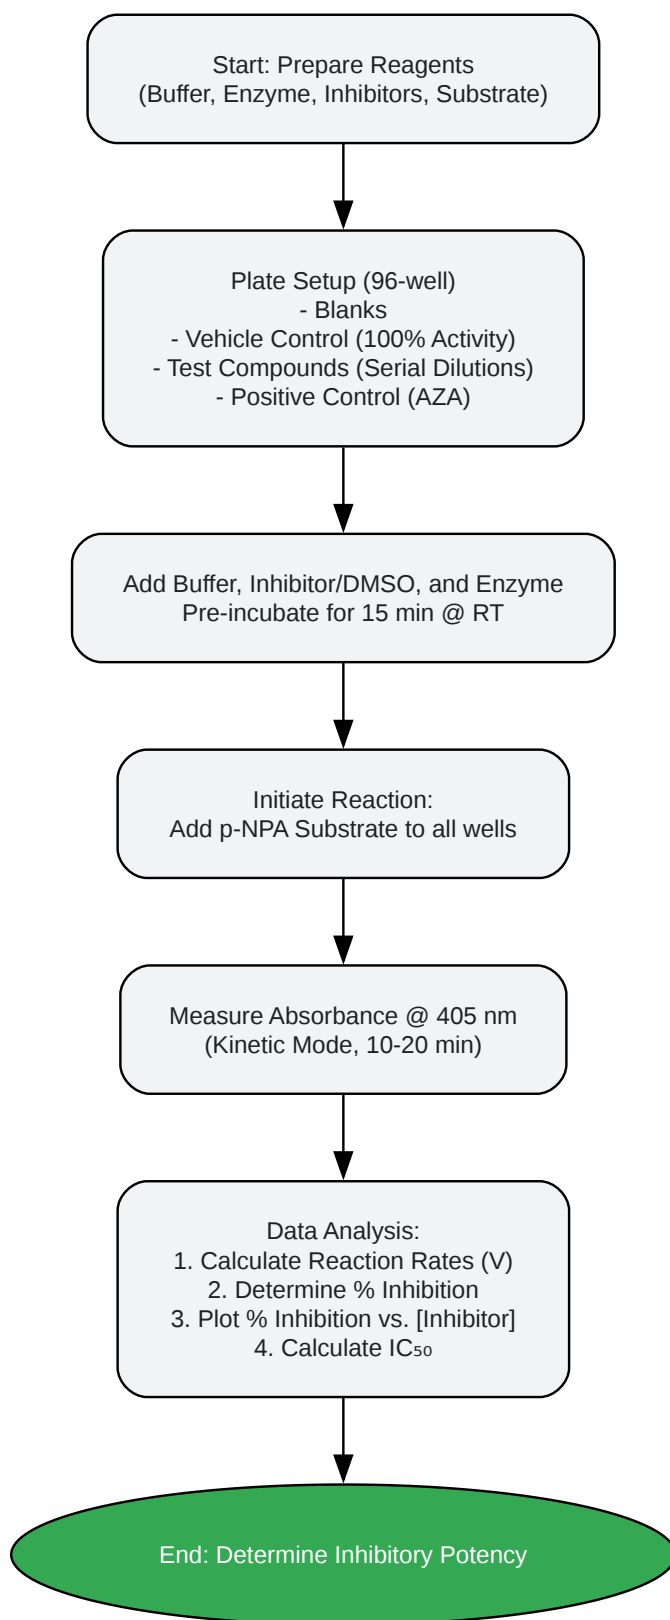 Start: Prepare Reagents
(Buffer, Enzyme, Inhibitors, Substrate)
Plate Setup (96-well)
- Blanks
- Vehicle Control (100% Activity)
- Test Compounds (Serial Dilutions)
- Positive Control (AZA)
Add Buffer, Inhibitor/DMSO, and Enzyme
Pre-incubate for 15 min @ RT
Initiate Reaction:
Add p-NPA Substrate to all wells
Measure Absorbance @ 405 nm
(Kinetic Mode, 10-20 min)
Data Analysis:
1. Calculate Reaction Rates (V)
2. Determine % Inhibition
3. Plot % Inhibition vs. [Inhibitor]
4. Calculate IC₅₀
End: Determine Inhibitory Potency